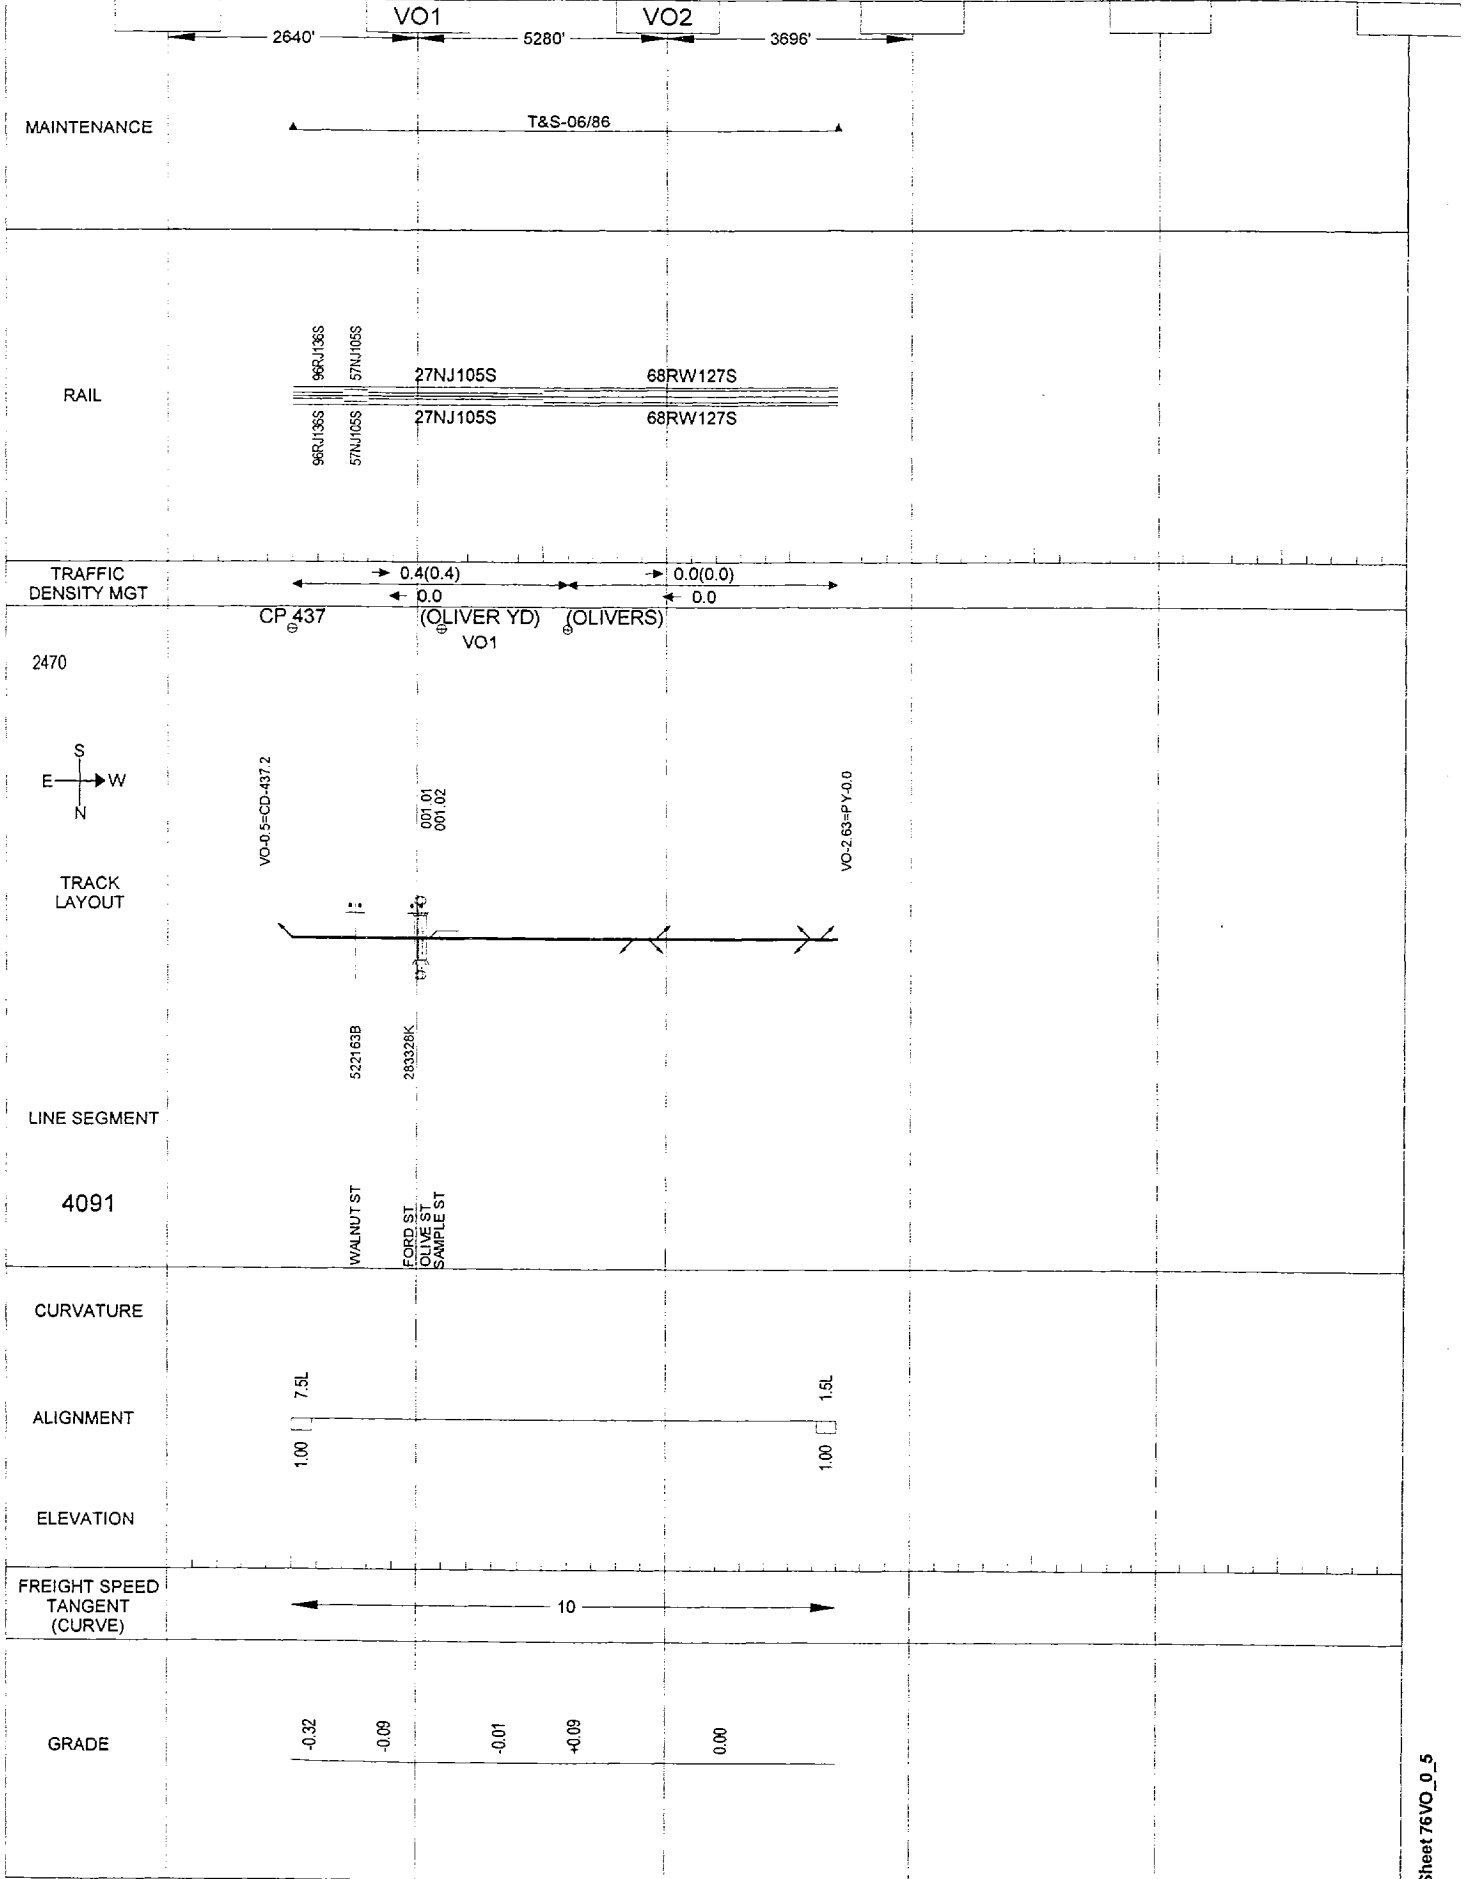 VO1 VO2
2640' 5280' 3696'
MAINTENANCE
T&S-06/86
RAIL
96RJ136S 57NJ105S 27NJ105S 68RW127S
96RJ136S 57NJ105S 27NJ105S 68RW127S
TRAFFIC
DENSITY MGT
0.4(0.4) 0.0(0.0)
0.0 0.0
CP 437 (OLIVER YD) (OLIVERS)
VO1
2470
S
E W
N
VO-0.5=CD-437.2
001.01
001.02
VO-2.63=PY-0.0
TRACK
LAYOUT
522163B
283328K
LINE SEGMENT
4091
WALNUT ST
FORD ST
OLIVE ST
SAMPLE ST
CURVATURE
7.5L 1.5L
ALIGNMENT
1.00 1.00
ELEVATION
FREIGHT SPEED
TANGENT
(CURVE)
10
GRADE
-0.32 -0.09 -0.01 +0.09 0.00
Sheet 76VO_0_5